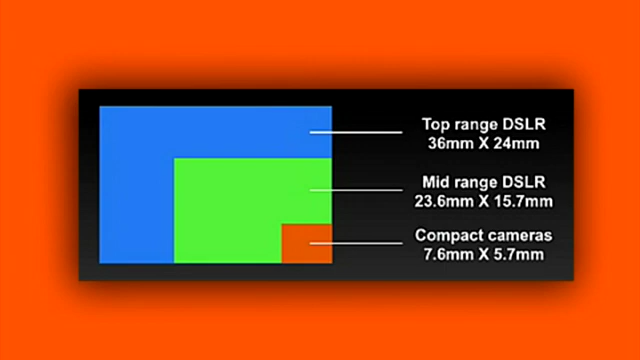 Top range DSLR
36mm X 24mm
Mid range DSLR
23.6mm X 15.7mm
Compact cameras
7.6mm X 5.7mm